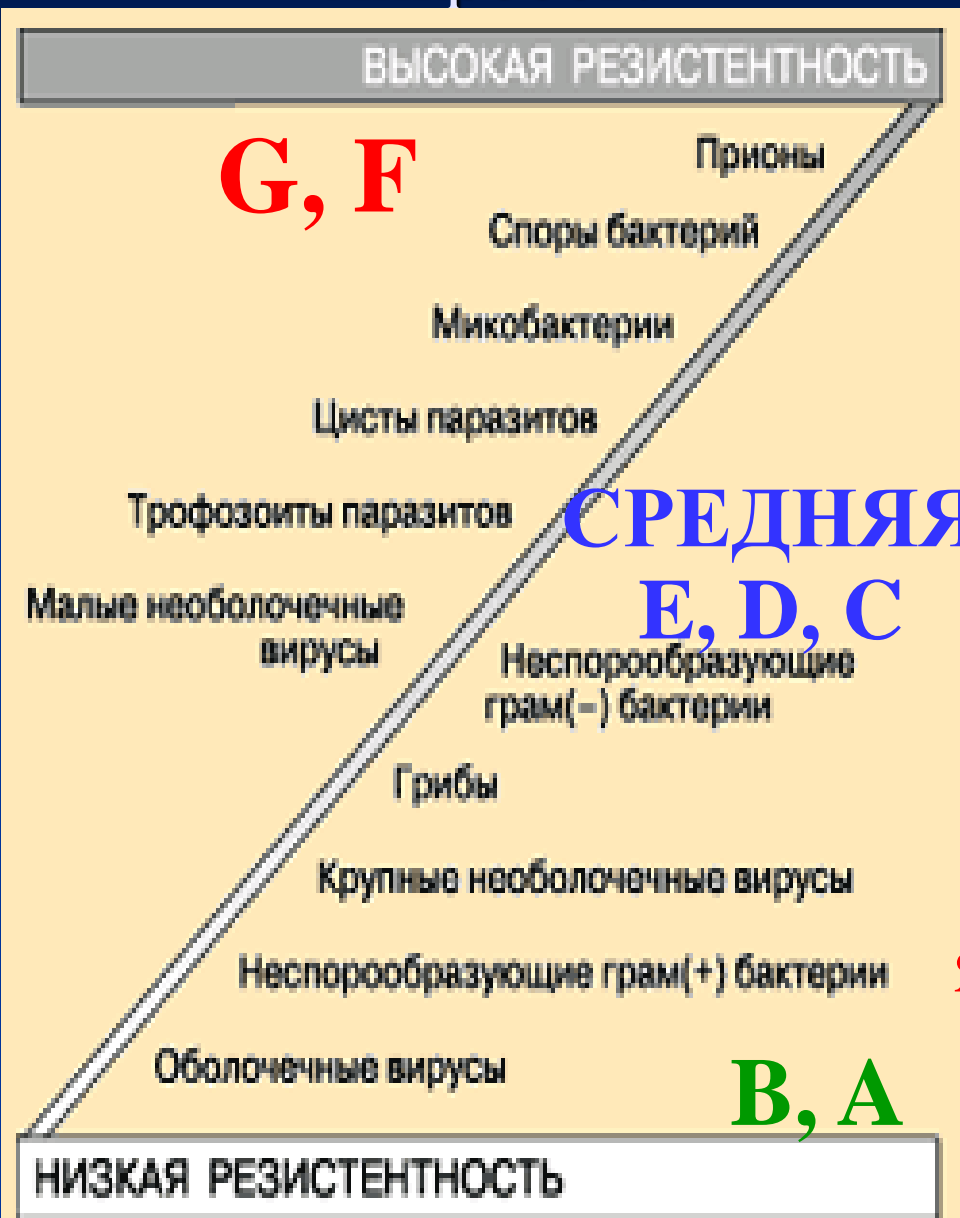 ВЫСОКАЯ РЕЗИСТЕНТНОСТЬ
G, F
Прионы
Споры бактерий
Микобактерии
Цисты паразитов
Трофозоиты паразитов
СРЕДНЯЯ
E, D, C
Малые необолочечные
вирусы
Неспорообразующие
грам(–) бактерии
Грибы
Крупные необолочечные вирусы
Неспорообразующие грам(+) бактерии
Оболочечные вирусы
B, A
НИЗКАЯ РЕЗИСТЕНТНОСТЬ